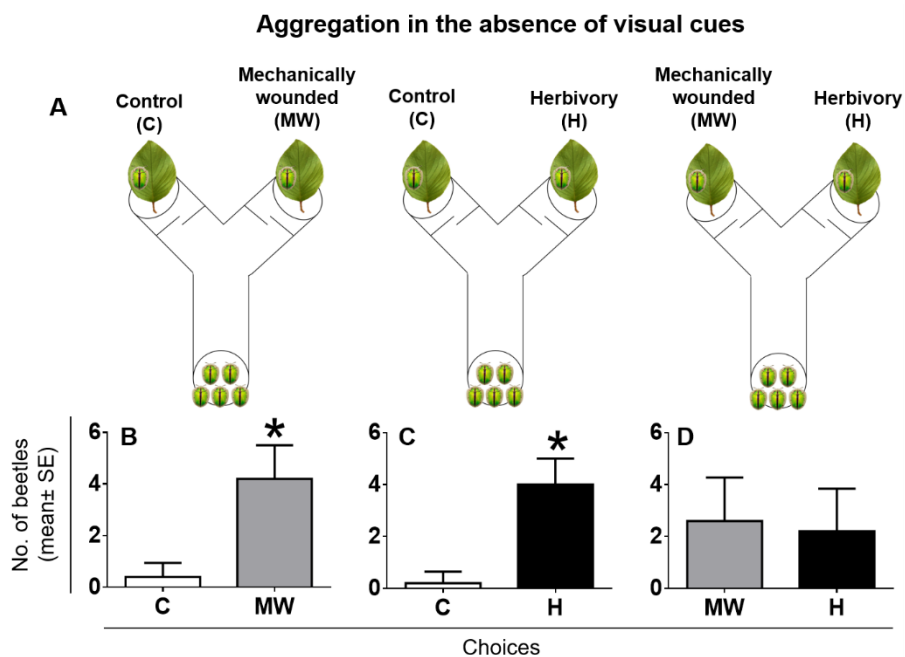 Aggregation in the absence of visual cues
A
Control
(C)
Mechanically
wounded
(MW)
Control
(C)
Herbivory
(H)
Mechanically
wounded
(MW)
Herbivory
(H)
No. of beetles
(mean± SE)
6
4
2
0
B
*
C
MW
6
4
2
0
C
*
C
H
6
4
2
0
D
MW
H
Choices